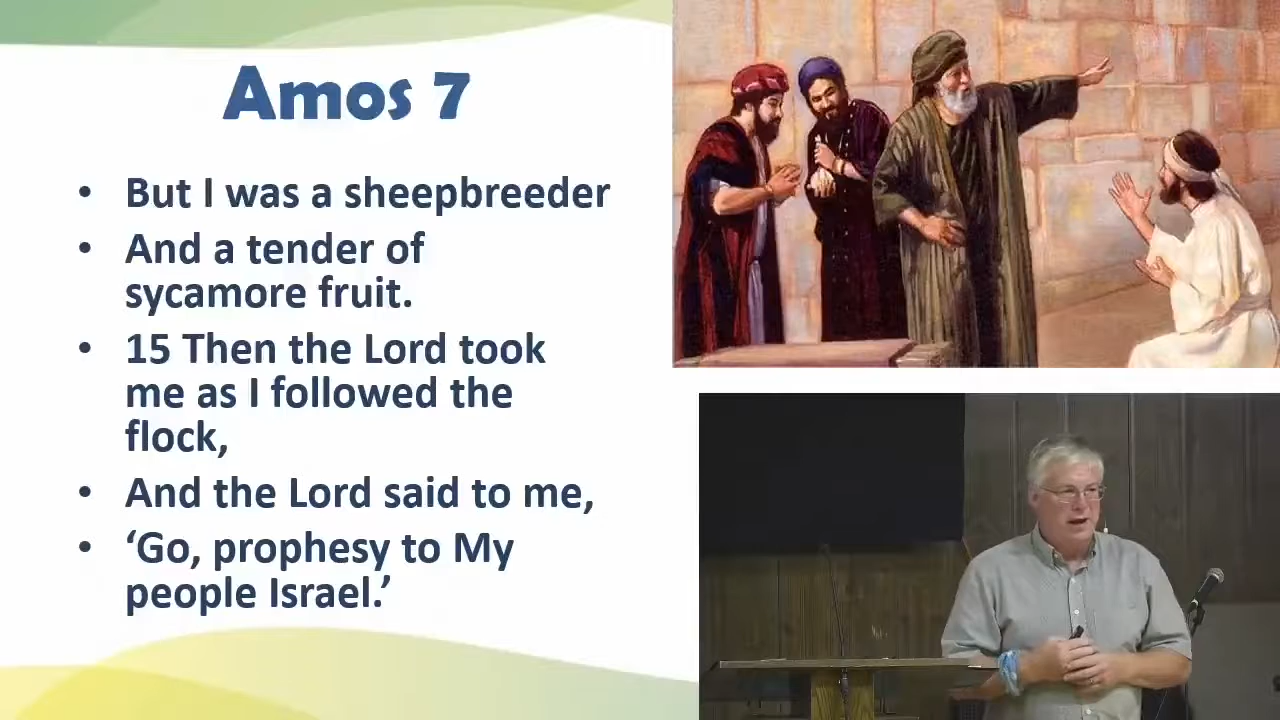 Amos 7
• But I was a sheepbreeder
• And a tender of
sycamore fruit.
• 15 Then the Lord took
me as I followed the
flock,
• And the Lord said to me,
• ‘Go, prophesy to My
people Israel.’